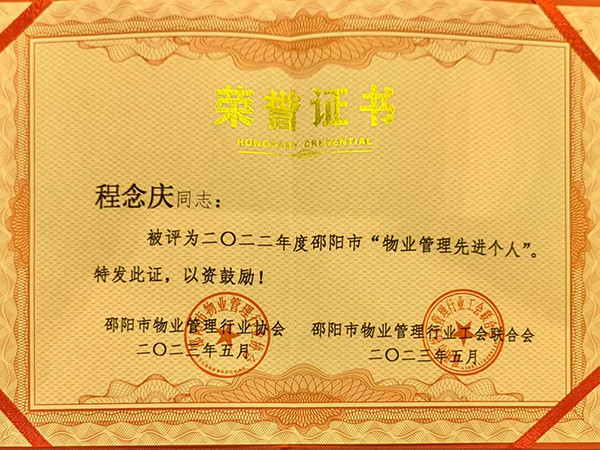 荣誉证书
HONORARY CREDENTIAL
程念庆同志：
被评为二〇二二年度邵阳市“物业管理先进个人”。
特发此证，以资鼓励！
邵阳市物业管理行业协会
二〇二三年五月
邵阳市物业管理行业工会联合会
二〇二三年五月